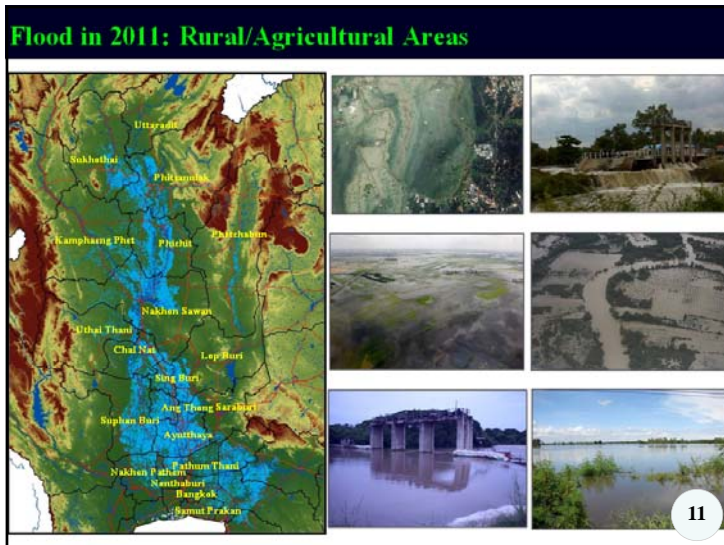 Flood in 2011: Rural/Agricultural Areas
Uttaradit
Sukhothai
Phitsanulok
Kamphaeng Phet
Phichit
Phetchabun
Nakhon Sawan
Uthai Thani
Chai Nat
Lop Buri
Sing Buri
Ang Thong
Saraburi
Suphan Buri
Ayutthaya
Pathum Thani
Nakhon Pathom
Nonthaburi
Bangkok
Samut Prakan
11